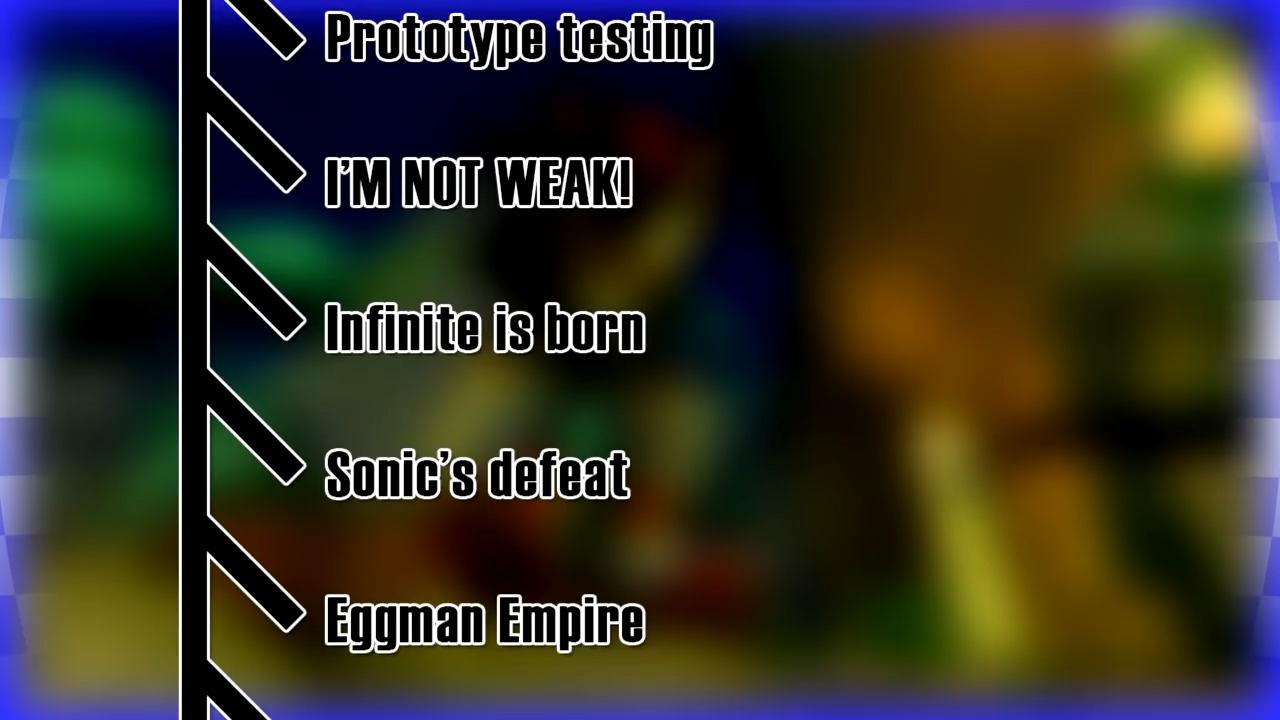 Prototype testing
I'M NOT WEAK!
Infinite is born
Sonic's defeat
Eggman Empire